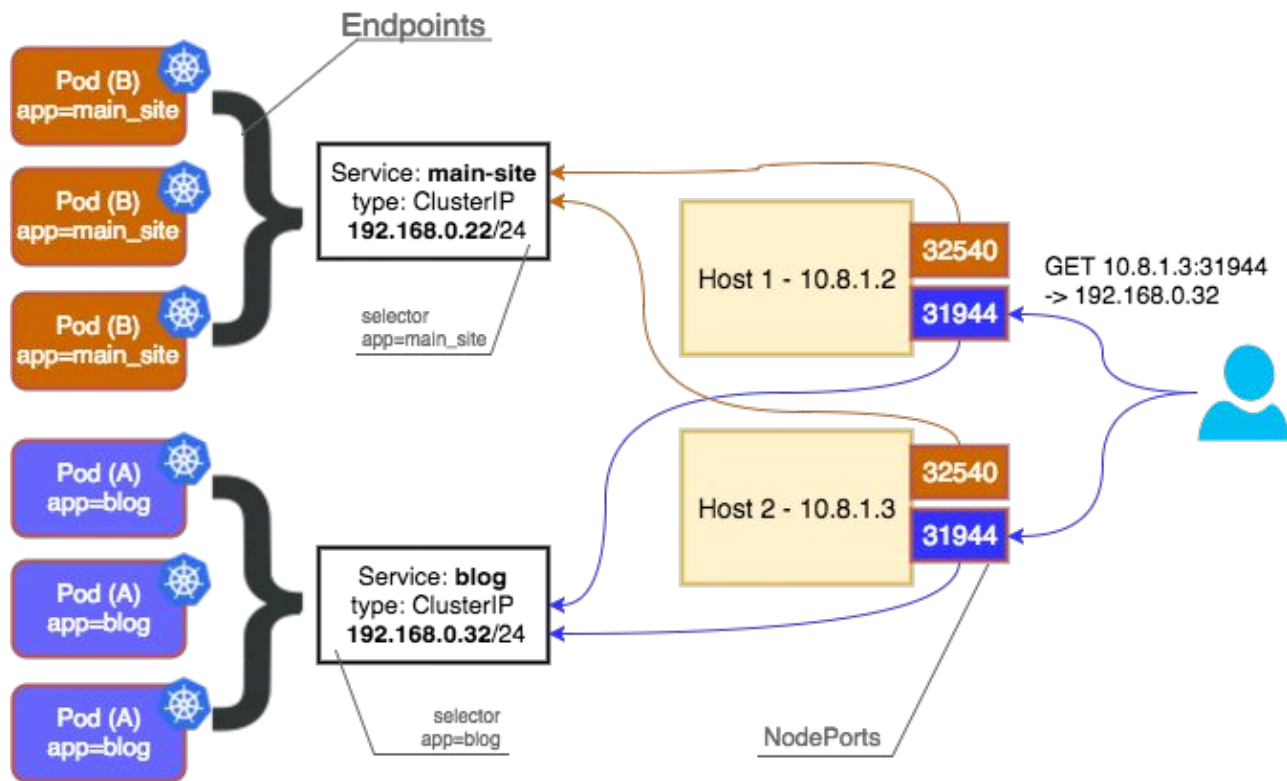 Endpoints
Pod (B)
app=main_site
Pod (B)
app=main_site
Pod (B)
app=main_site
Service: main-site
type: ClusterIP
192.168.0.22/24
selector
app=main_site
Host 1 - 10.8.1.2
32540
31944
GET 10.8.1.3:31944
-> 192.168.0.32
Pod (A)
app=blog
Pod (A)
app=blog
Pod (A)
app=blog
Service: blog
type: ClusterIP
192.168.0.32/24
selector
app=blog
Host 2 - 10.8.1.3
32540
31944
NodePorts